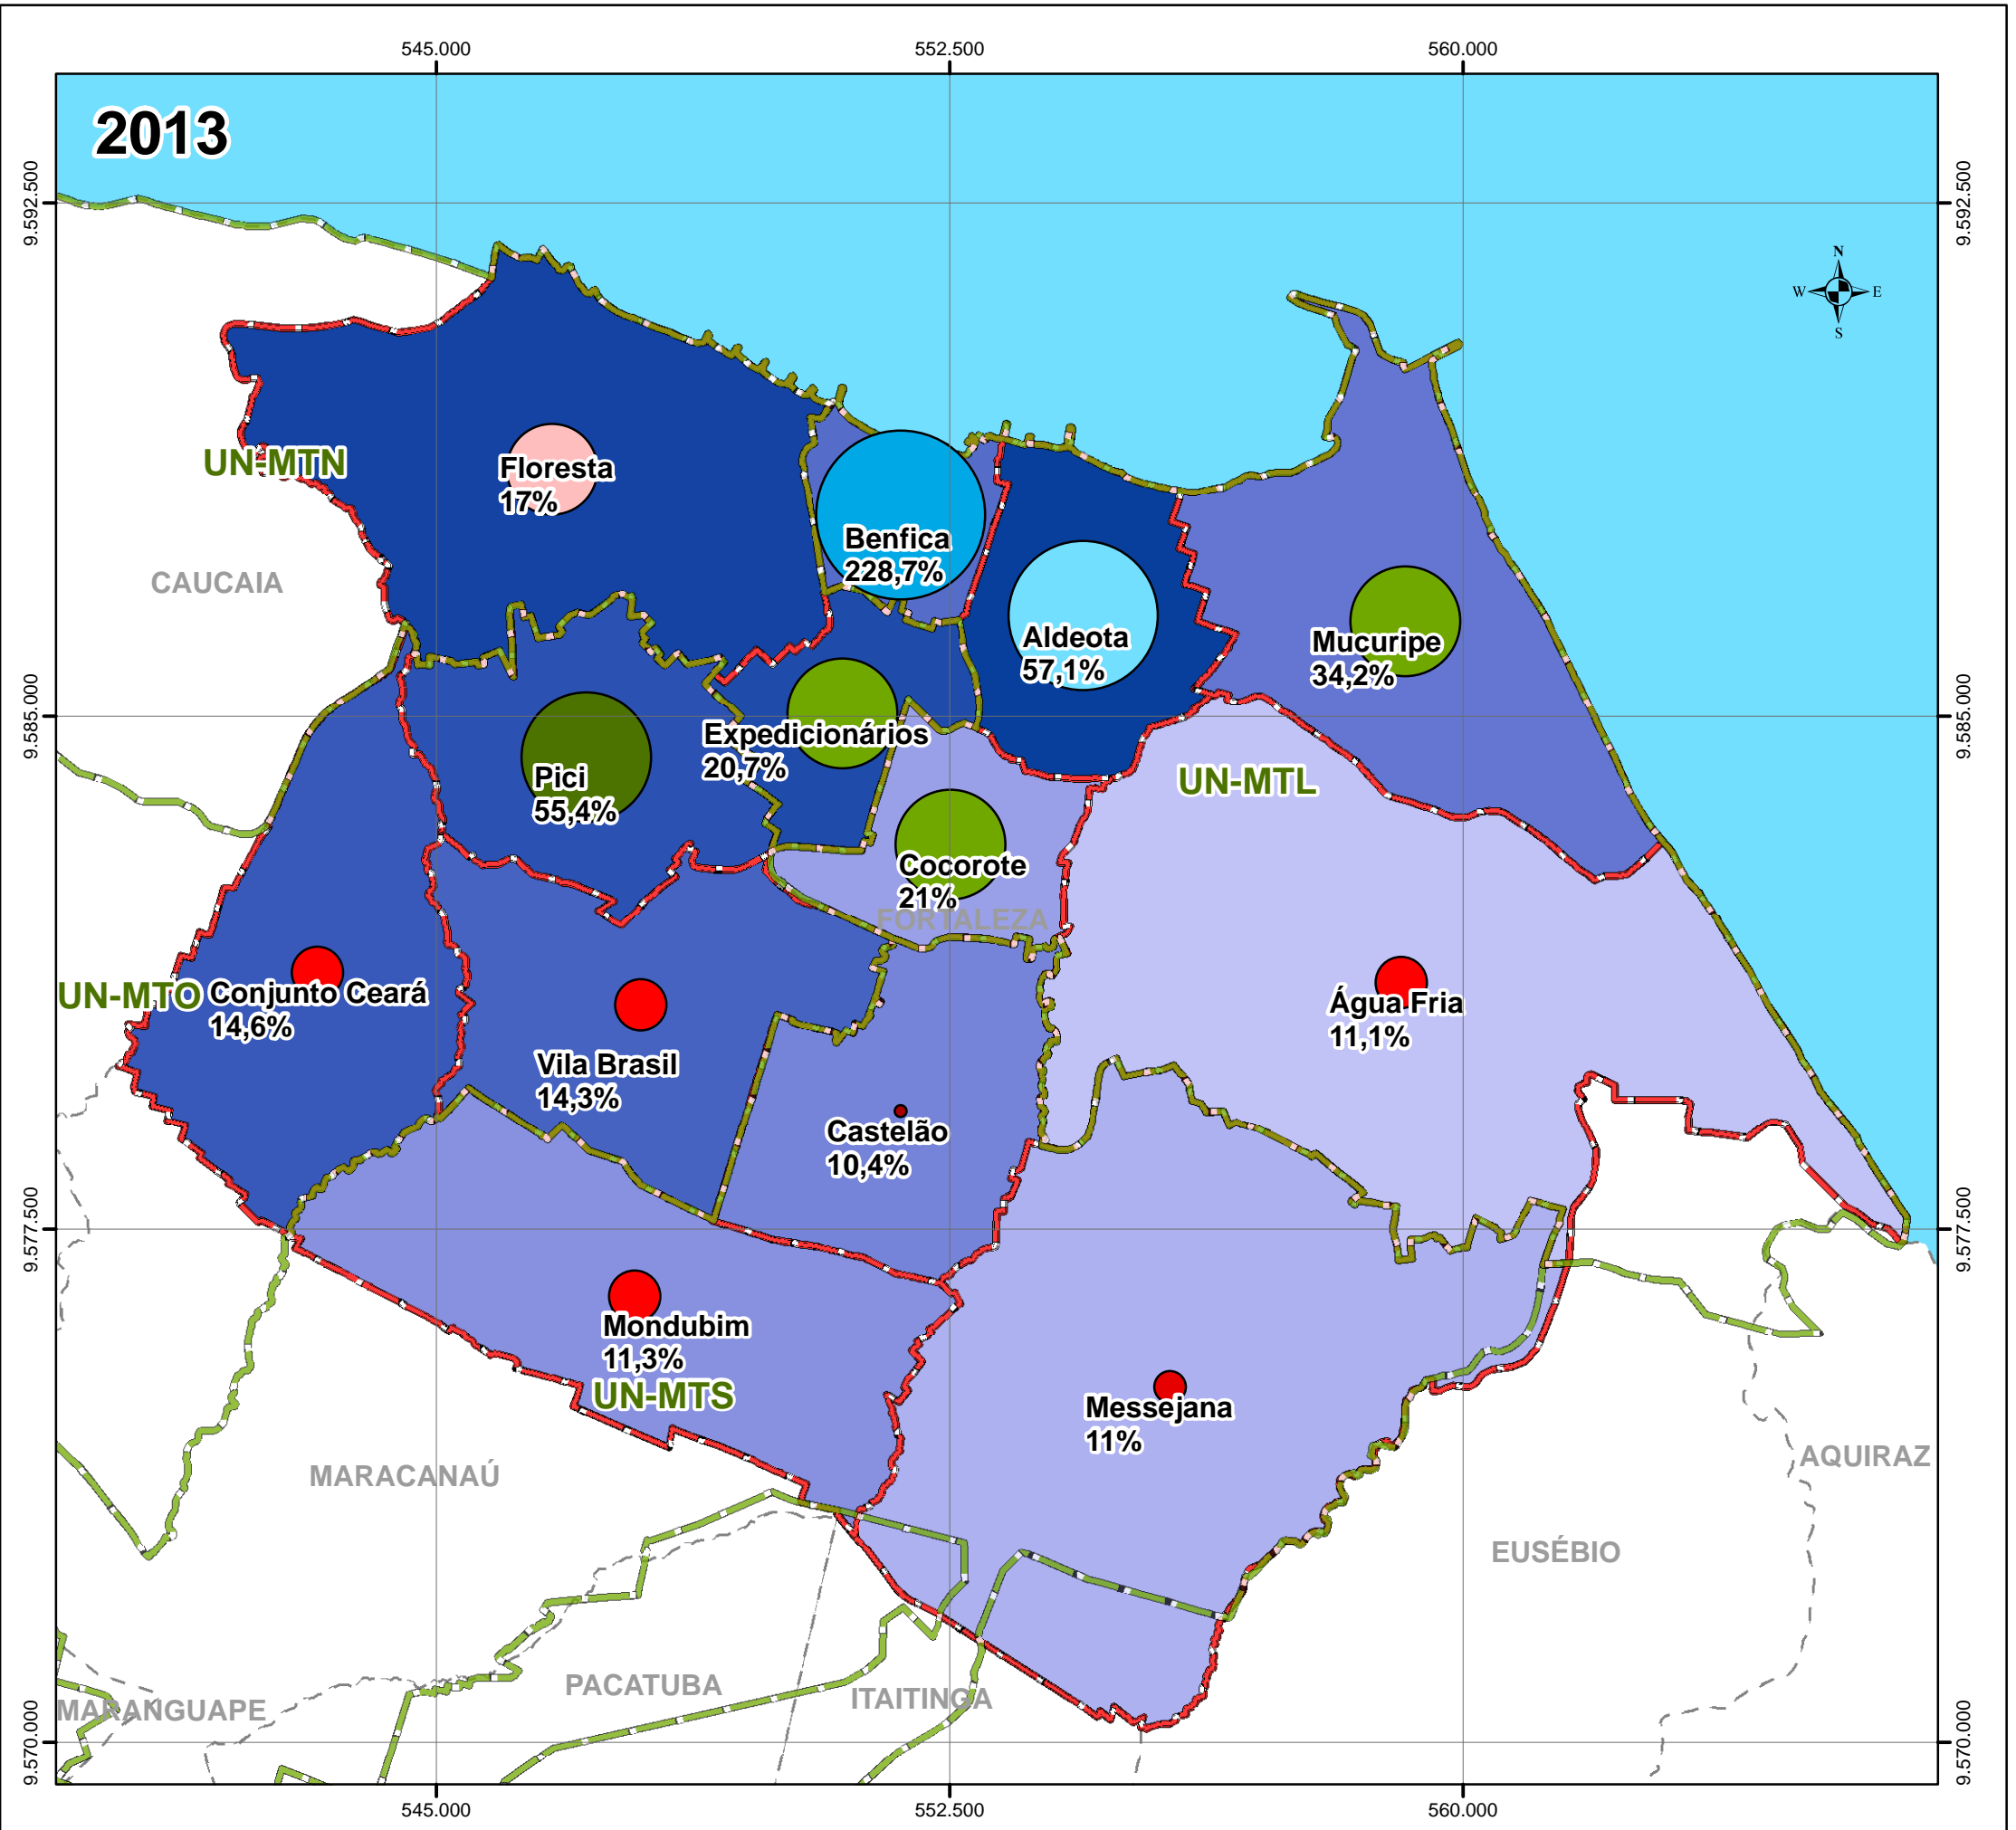 545.000
552.500
560.000
2013
9.592.500
9.592.500
N
W
E
S
UN-MTN
Floresta
17%
Benfica
228,7%
CAUCAIA
Aldeota
57,1%
Mucuripe
34,2%
9.585.000
9.585.000
Expedicionários
20,7%
Pici
55,4%
UN-MTL
Cocorote
21%
FORTALEZA
UN-MTO
Conjunto Ceará
14,6%
Água Fria
11,1%
Vila Brasil
14,3%
Castelão
10,4%
9.577.500
9.577.500
Mondubim
11,3%
UN-MTS
Messejana
11%
MARACANAÚ
AQUIRAZ
EUSÉBIO
PACATUBA
ITAITINGA
MARANGUAPE
9.570.000
9.570.000
545.000
552.500
560.000